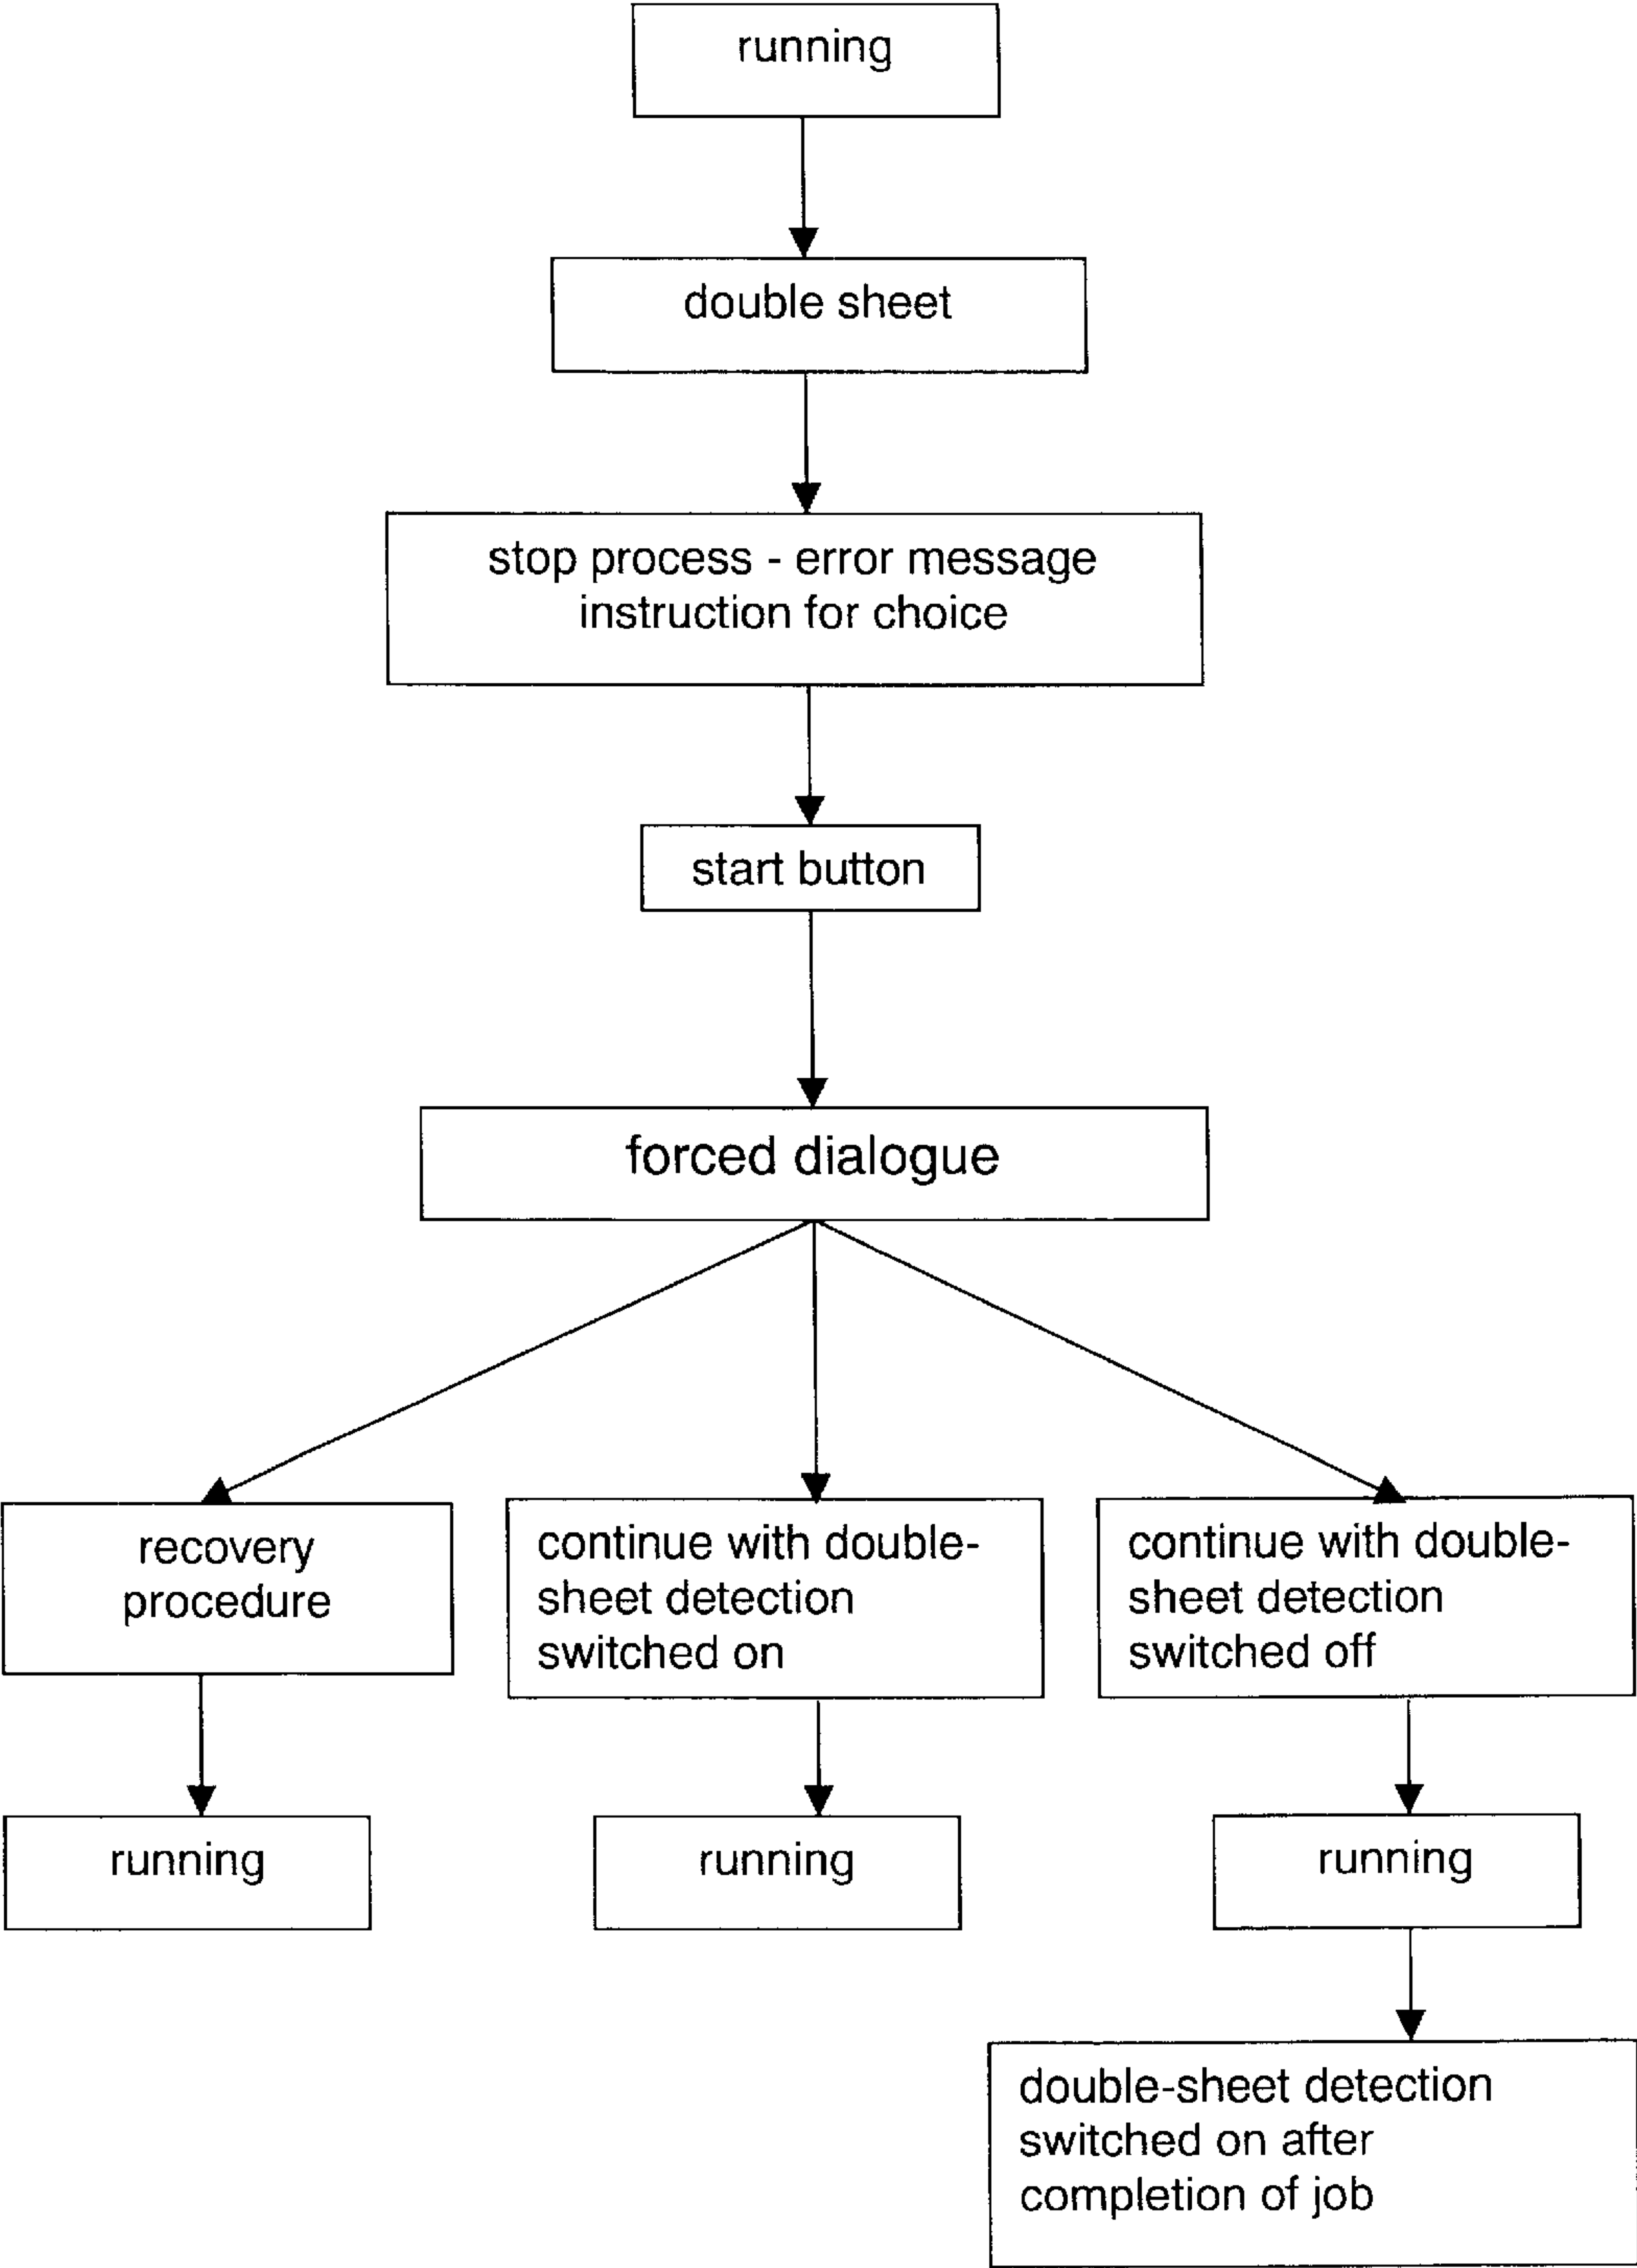 running
double sheet
stop process - error message
instruction for choice
start button
forced dialogue
recovery
procedure
continue with double-
sheet detection
switched on
continue with double-
sheet detection
switched off
running
running
running
double-sheet detection
switched on after
completion of job